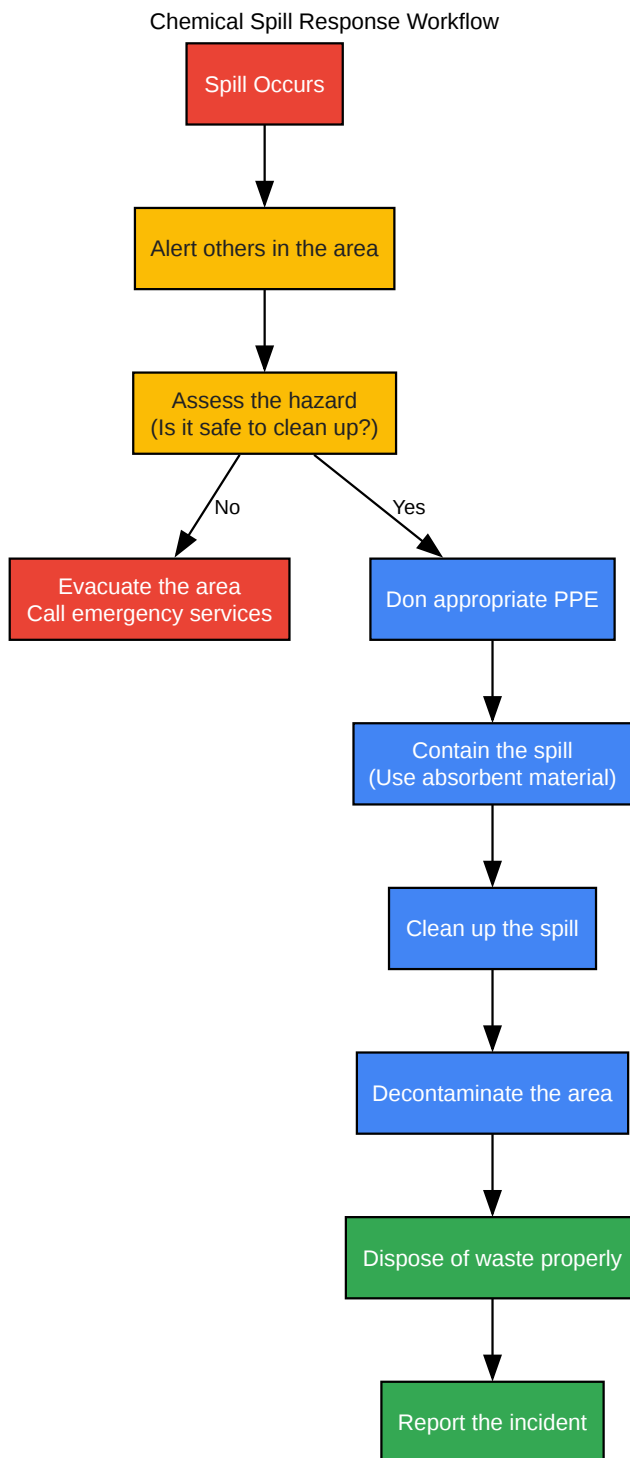 Chemical Spill Response Workflow
Spill Occurs
Alert others in the area
Assess the hazard
(Is it safe to clean up?)
No
Yes
Evacuate the area
Call emergency services
Don appropriate PPE
Contain the spill
(Use absorbent material)
Clean up the spill
Decontaminate the area
Dispose of waste properly
Report the incident